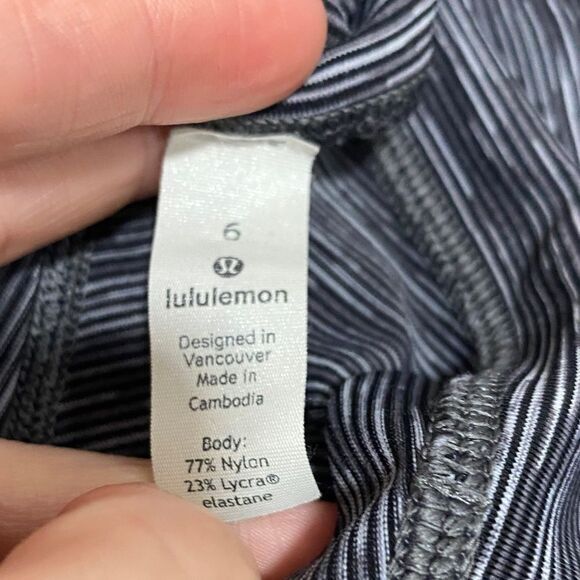 6
lululemon
Designed in
Vancouver
Made in
Cambodia
Body:
77% Nylon
23% Lycra®
elastane